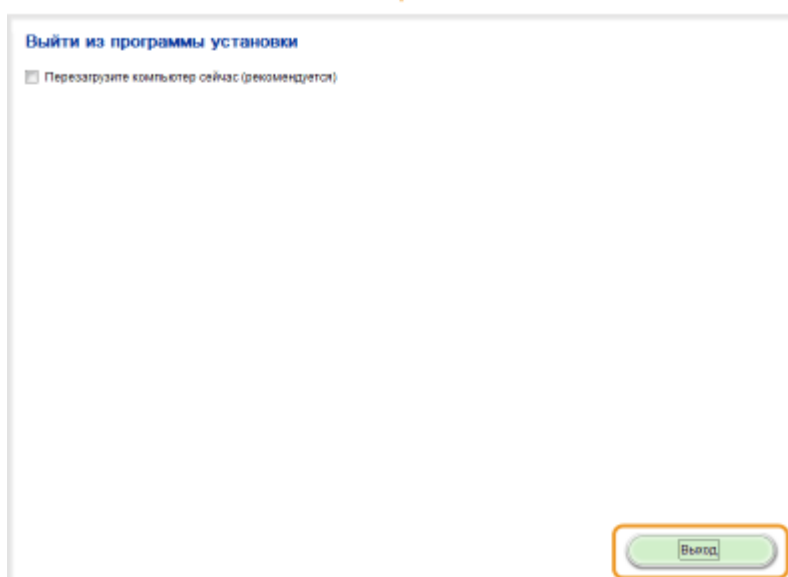 Выйти из программы установки
Перезагрузите компьютер сейчас (рекомендуется)
Выход